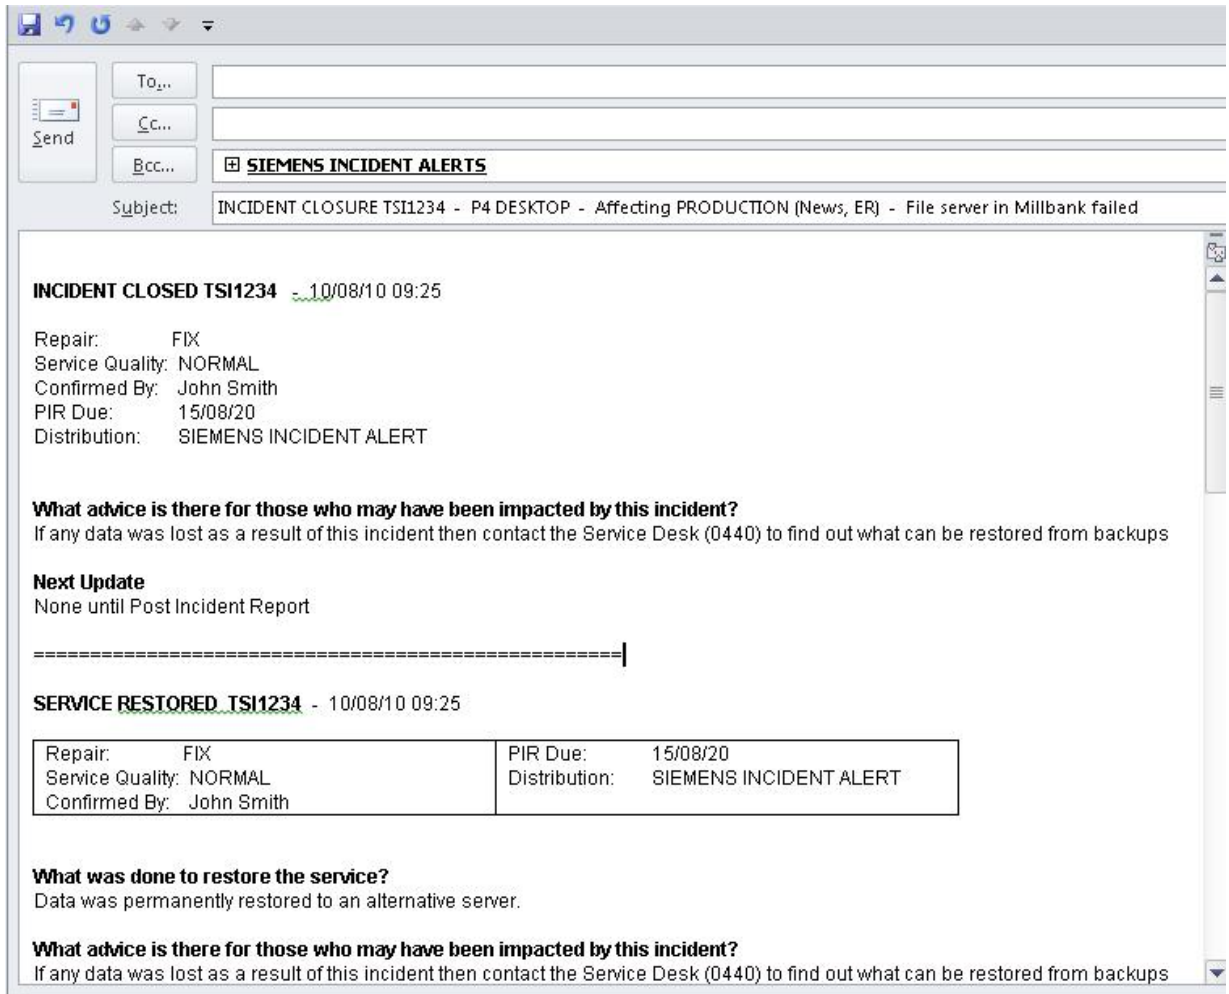 To...
Cc...
Send
Bcc...
SIEMENS INCIDENT ALERTS
Subject:
INCIDENT CLOSURE TSI1234 - P4 DESKTOP - Affecting PRODUCTION (News, ER) - File server in Millbank failed
INCIDENT CLOSED TSI1234 - 10/08/10 09:25
Repair: FIX
Service Quality: NORMAL
Confirmed By: John Smith
PIR Due: 15/08/20
Distribution: SIEMENS INCIDENT ALERT
What advice is there for those who may have been impacted by this incident?
If any data was lost as a result of this incident then contact the Service Desk (0440) to find out what can be restored from backups
Next Update
None until Post Incident Report
====================================================
SERVICE RESTORED TSI1234 - 10/08/10 09:25
Repair: FIX
Service Quality: NORMAL
Confirmed By: John Smith
PIR Due: 15/08/20
Distribution: SIEMENS INCIDENT ALERT
What was done to restore the service?
Data was permanently restored to an alternative server.
What advice is there for those who may have been impacted by this incident?
If any data was lost as a result of this incident then contact the Service Desk (0440) to find out what can be restored from backups